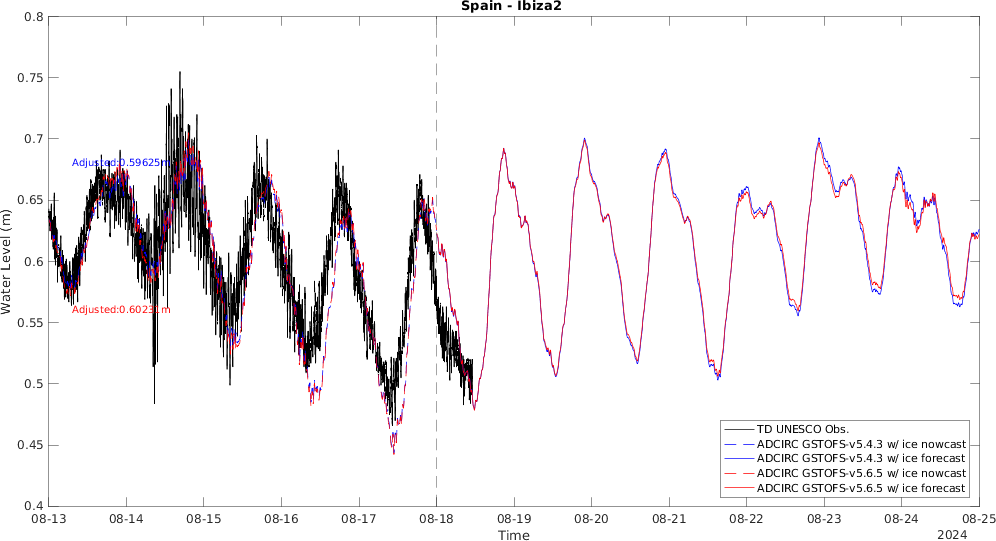 Spain - Ibiza2
0.8
0.75
0.7
0.65
0.6
0.55
0.5
0.45
0.4
Water Level (m)
Adjusted:0.59625m
Adjusted:0.60231m
TD UNESCO Obs.
ADCIRC GSTOFS-v5.4.3 w/ ice nowcast
ADCIRC GSTOFS-v5.4.3 w/ ice forecast
ADCIRC GSTOFS-v5.6.5 w/ ice nowcast
ADCIRC GSTOFS-v5.6.5 w/ ice forecast
08-13 08-14 08-15 08-16 08-17 08-18 08-19 08-20 08-21 08-22 08-23 08-24 08-25
Time
2024